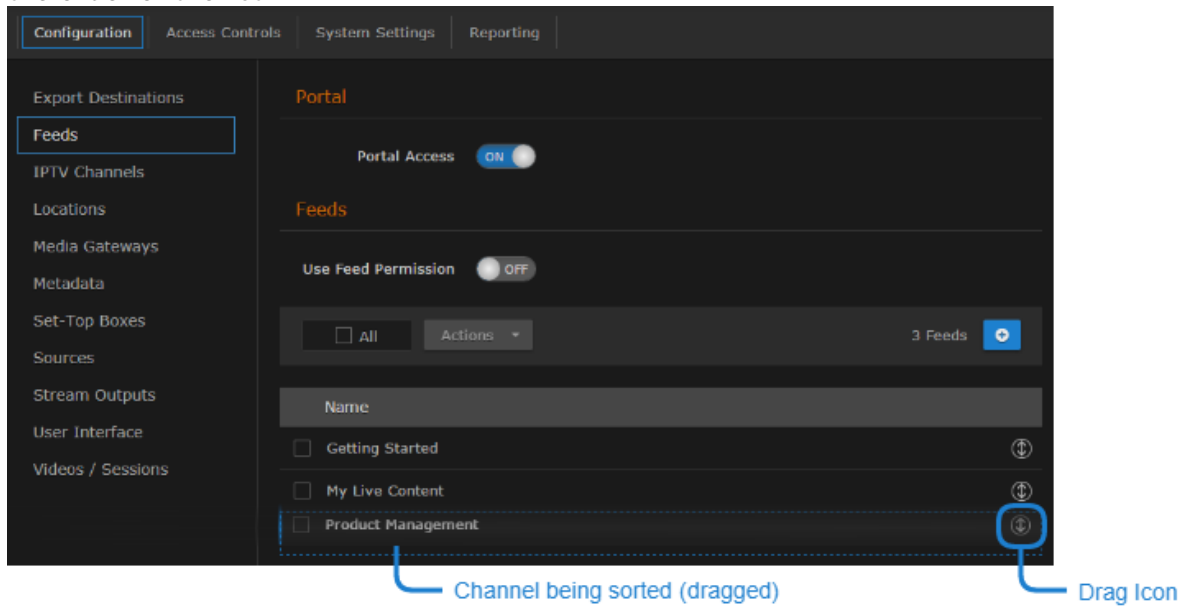 Configuration Access Controls System Settings Reporting
Export Destinations
Feeds
IPTV Channels
Locations
Media Gateways
Metadata
Set-Top Boxes
Sources
Stream Outputs
User Interface
Videos / Sessions
Portal
Portal Access ON
Feeds
Use Feed Permission OFF
All Actions 3 Feeds
Name
Getting Started
My Live Content
Product Management
Channel being sorted (dragged)
Drag Icon